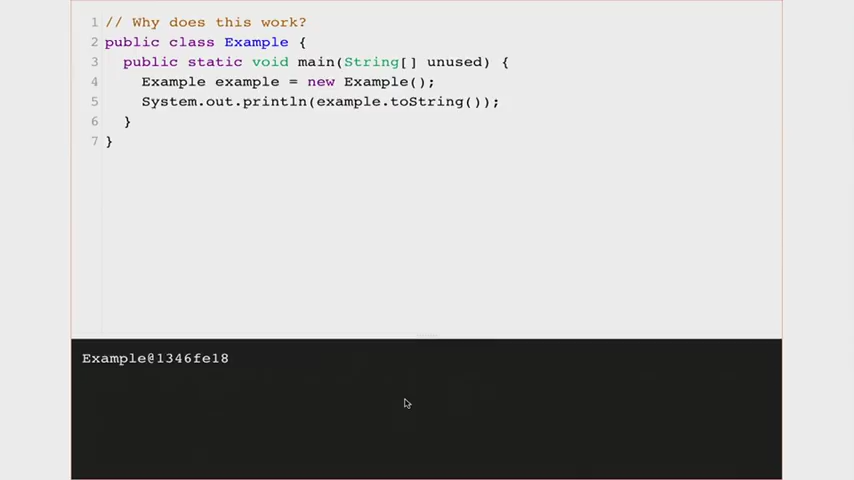 1 // Why does this work?
2 public class Example {
3 public static void main(String[] unused) {
4 Example example = new Example();
5 System.out.println(example.toString());
6 }
7 }
Example@1346fe18